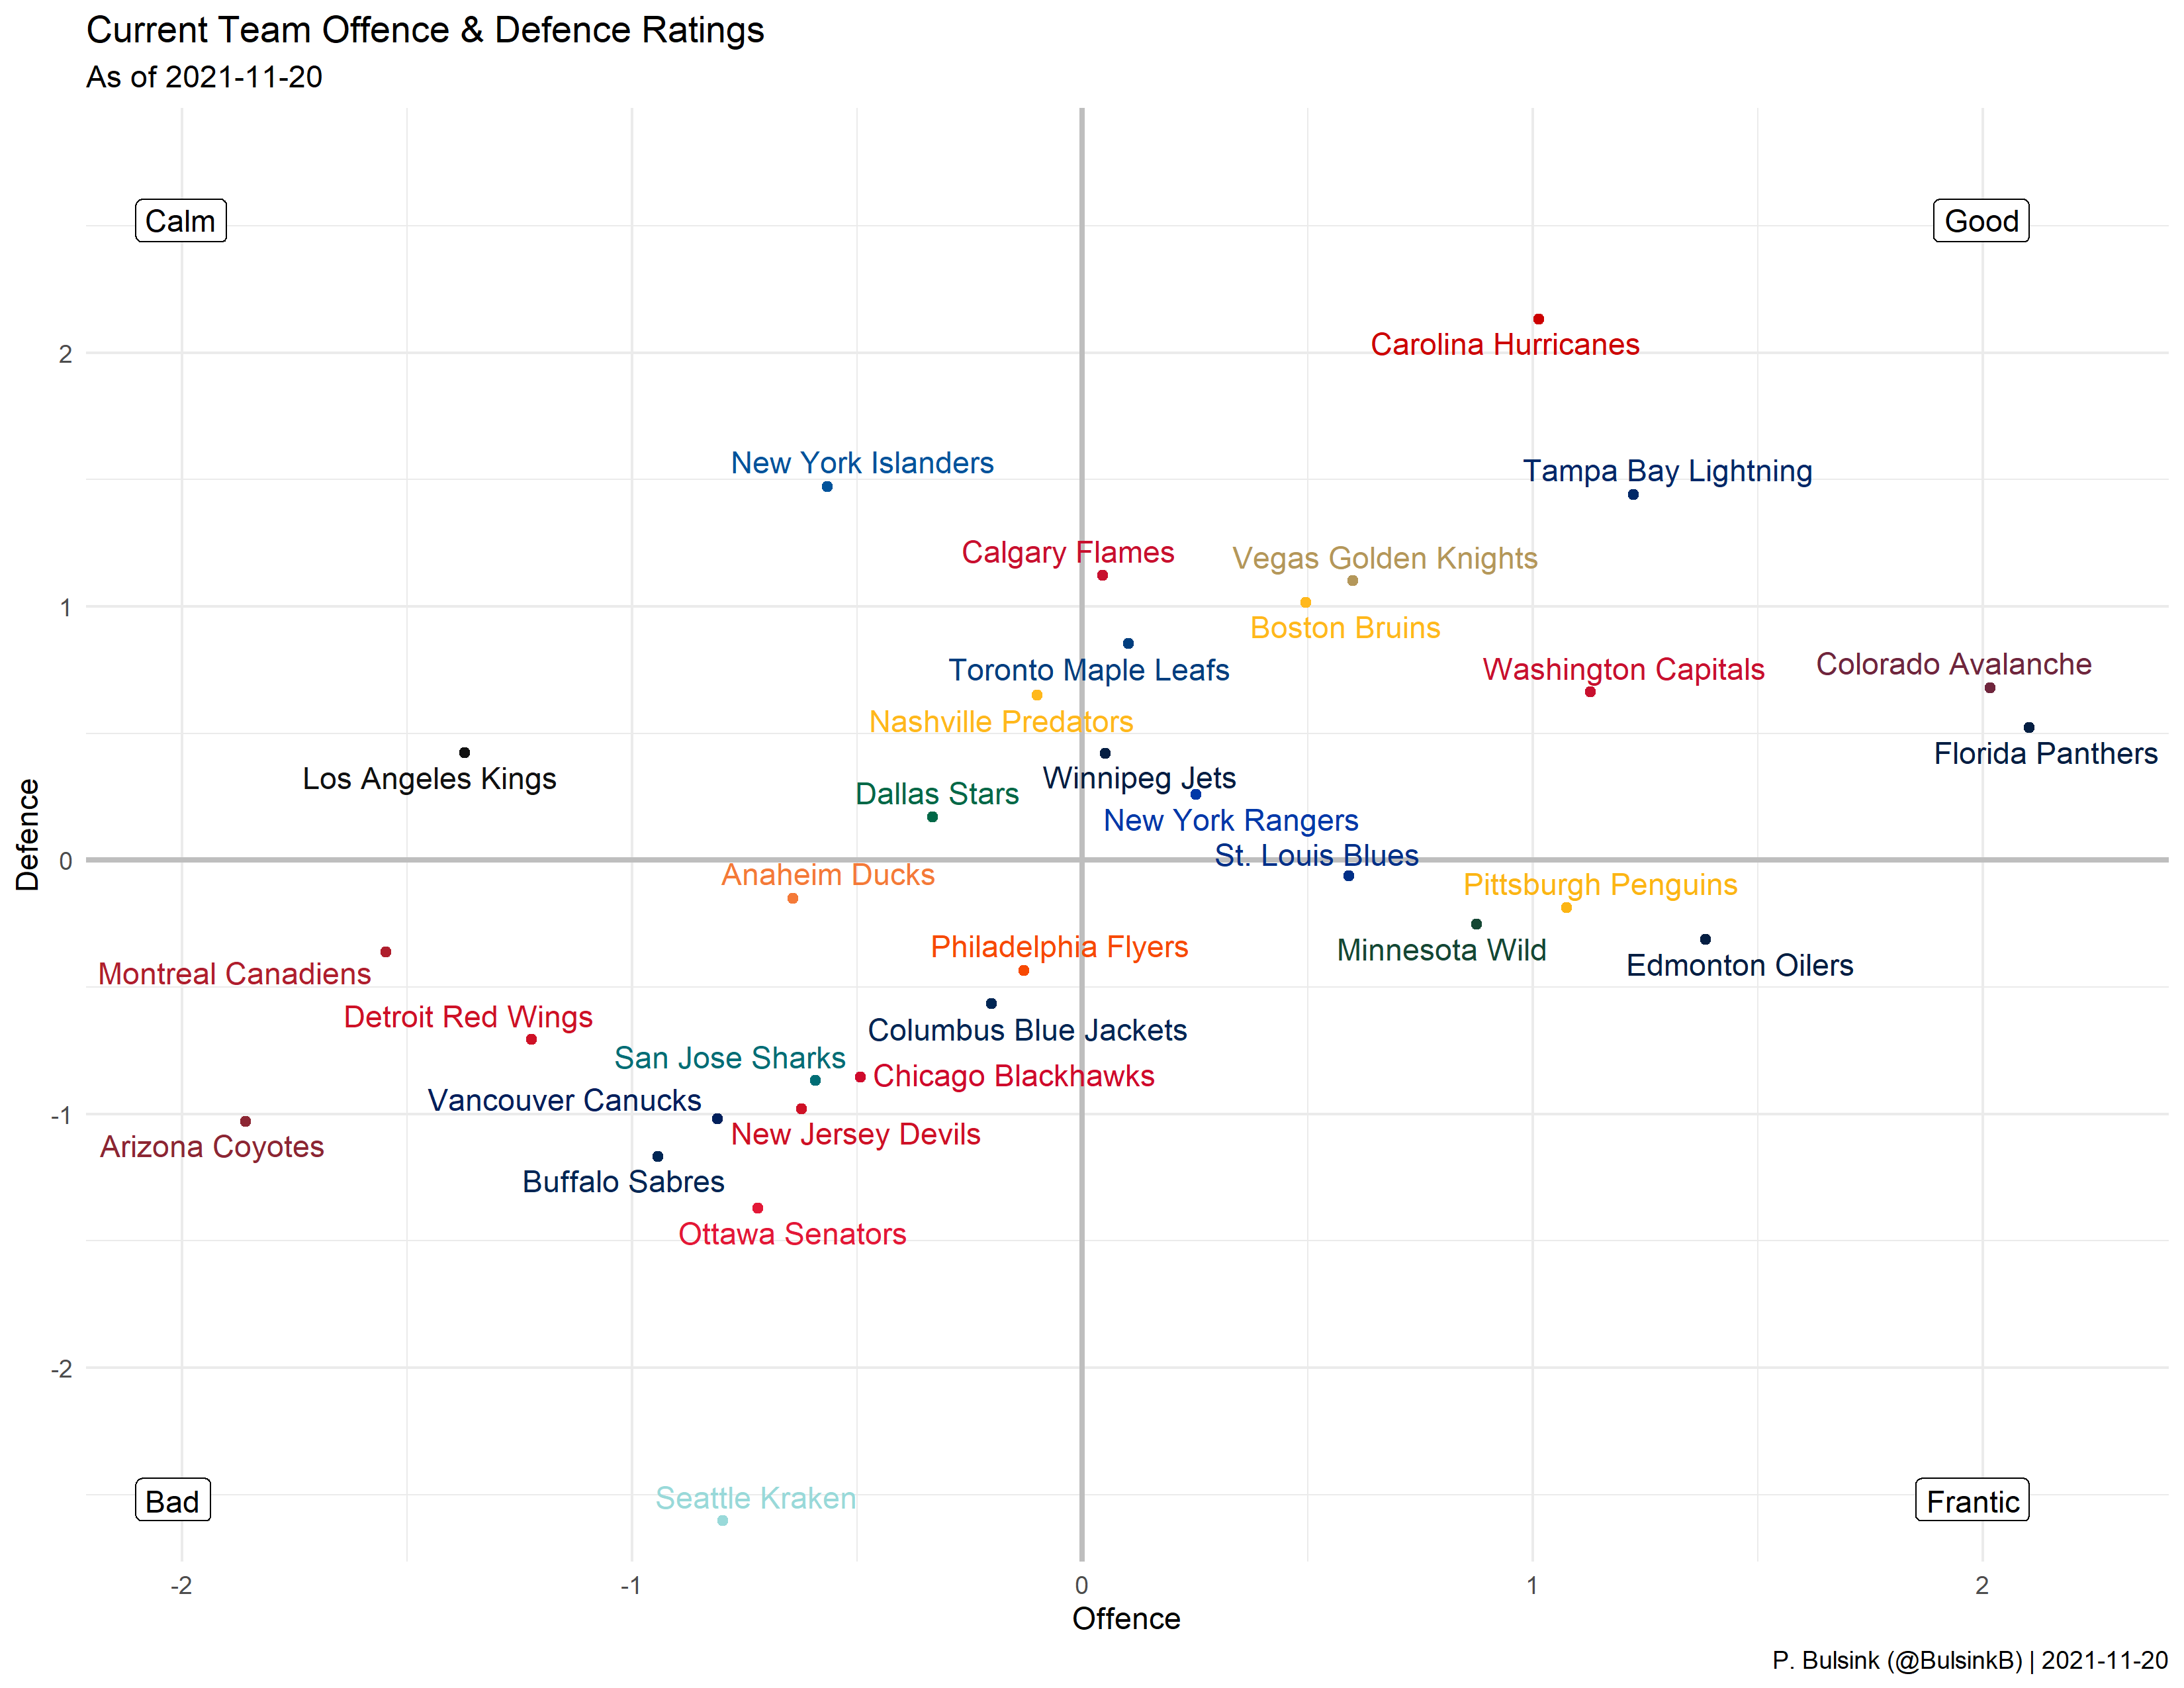 Current Team Offence & Defence Ratings
As of 2021-11-20
Calm
Good
Carolina Hurricanes
2
New York Islanders
Tampa Bay Lightning
Calgary Flames
Vegas Golden Knights
1
Boston Bruins
Toronto Maple Leafs
Washington Capitals
Colorado Avalanche
Nashville Predators
Florida Panthers
Los Angeles Kings
Winnipeg Jets
Dallas Stars
New York Rangers
Defence
0
St. Louis Blues
Anaheim Ducks
Pittsburgh Penguins
Philadelphia Flyers
Minnesota Wild
Edmonton Oilers
Montreal Canadiens
Detroit Red Wings
Columbus Blue Jackets
San Jose Sharks
Chicago Blackhawks
Vancouver Canucks
-1
New Jersey Devils
Arizona Coyotes
Buffalo Sabres
Ottawa Senators
-2
Seattle Kraken
Bad
Frantic
-2
-1
0
1
2
Offence
P. Bulsink (@BulsinkB) | 2021-11-20